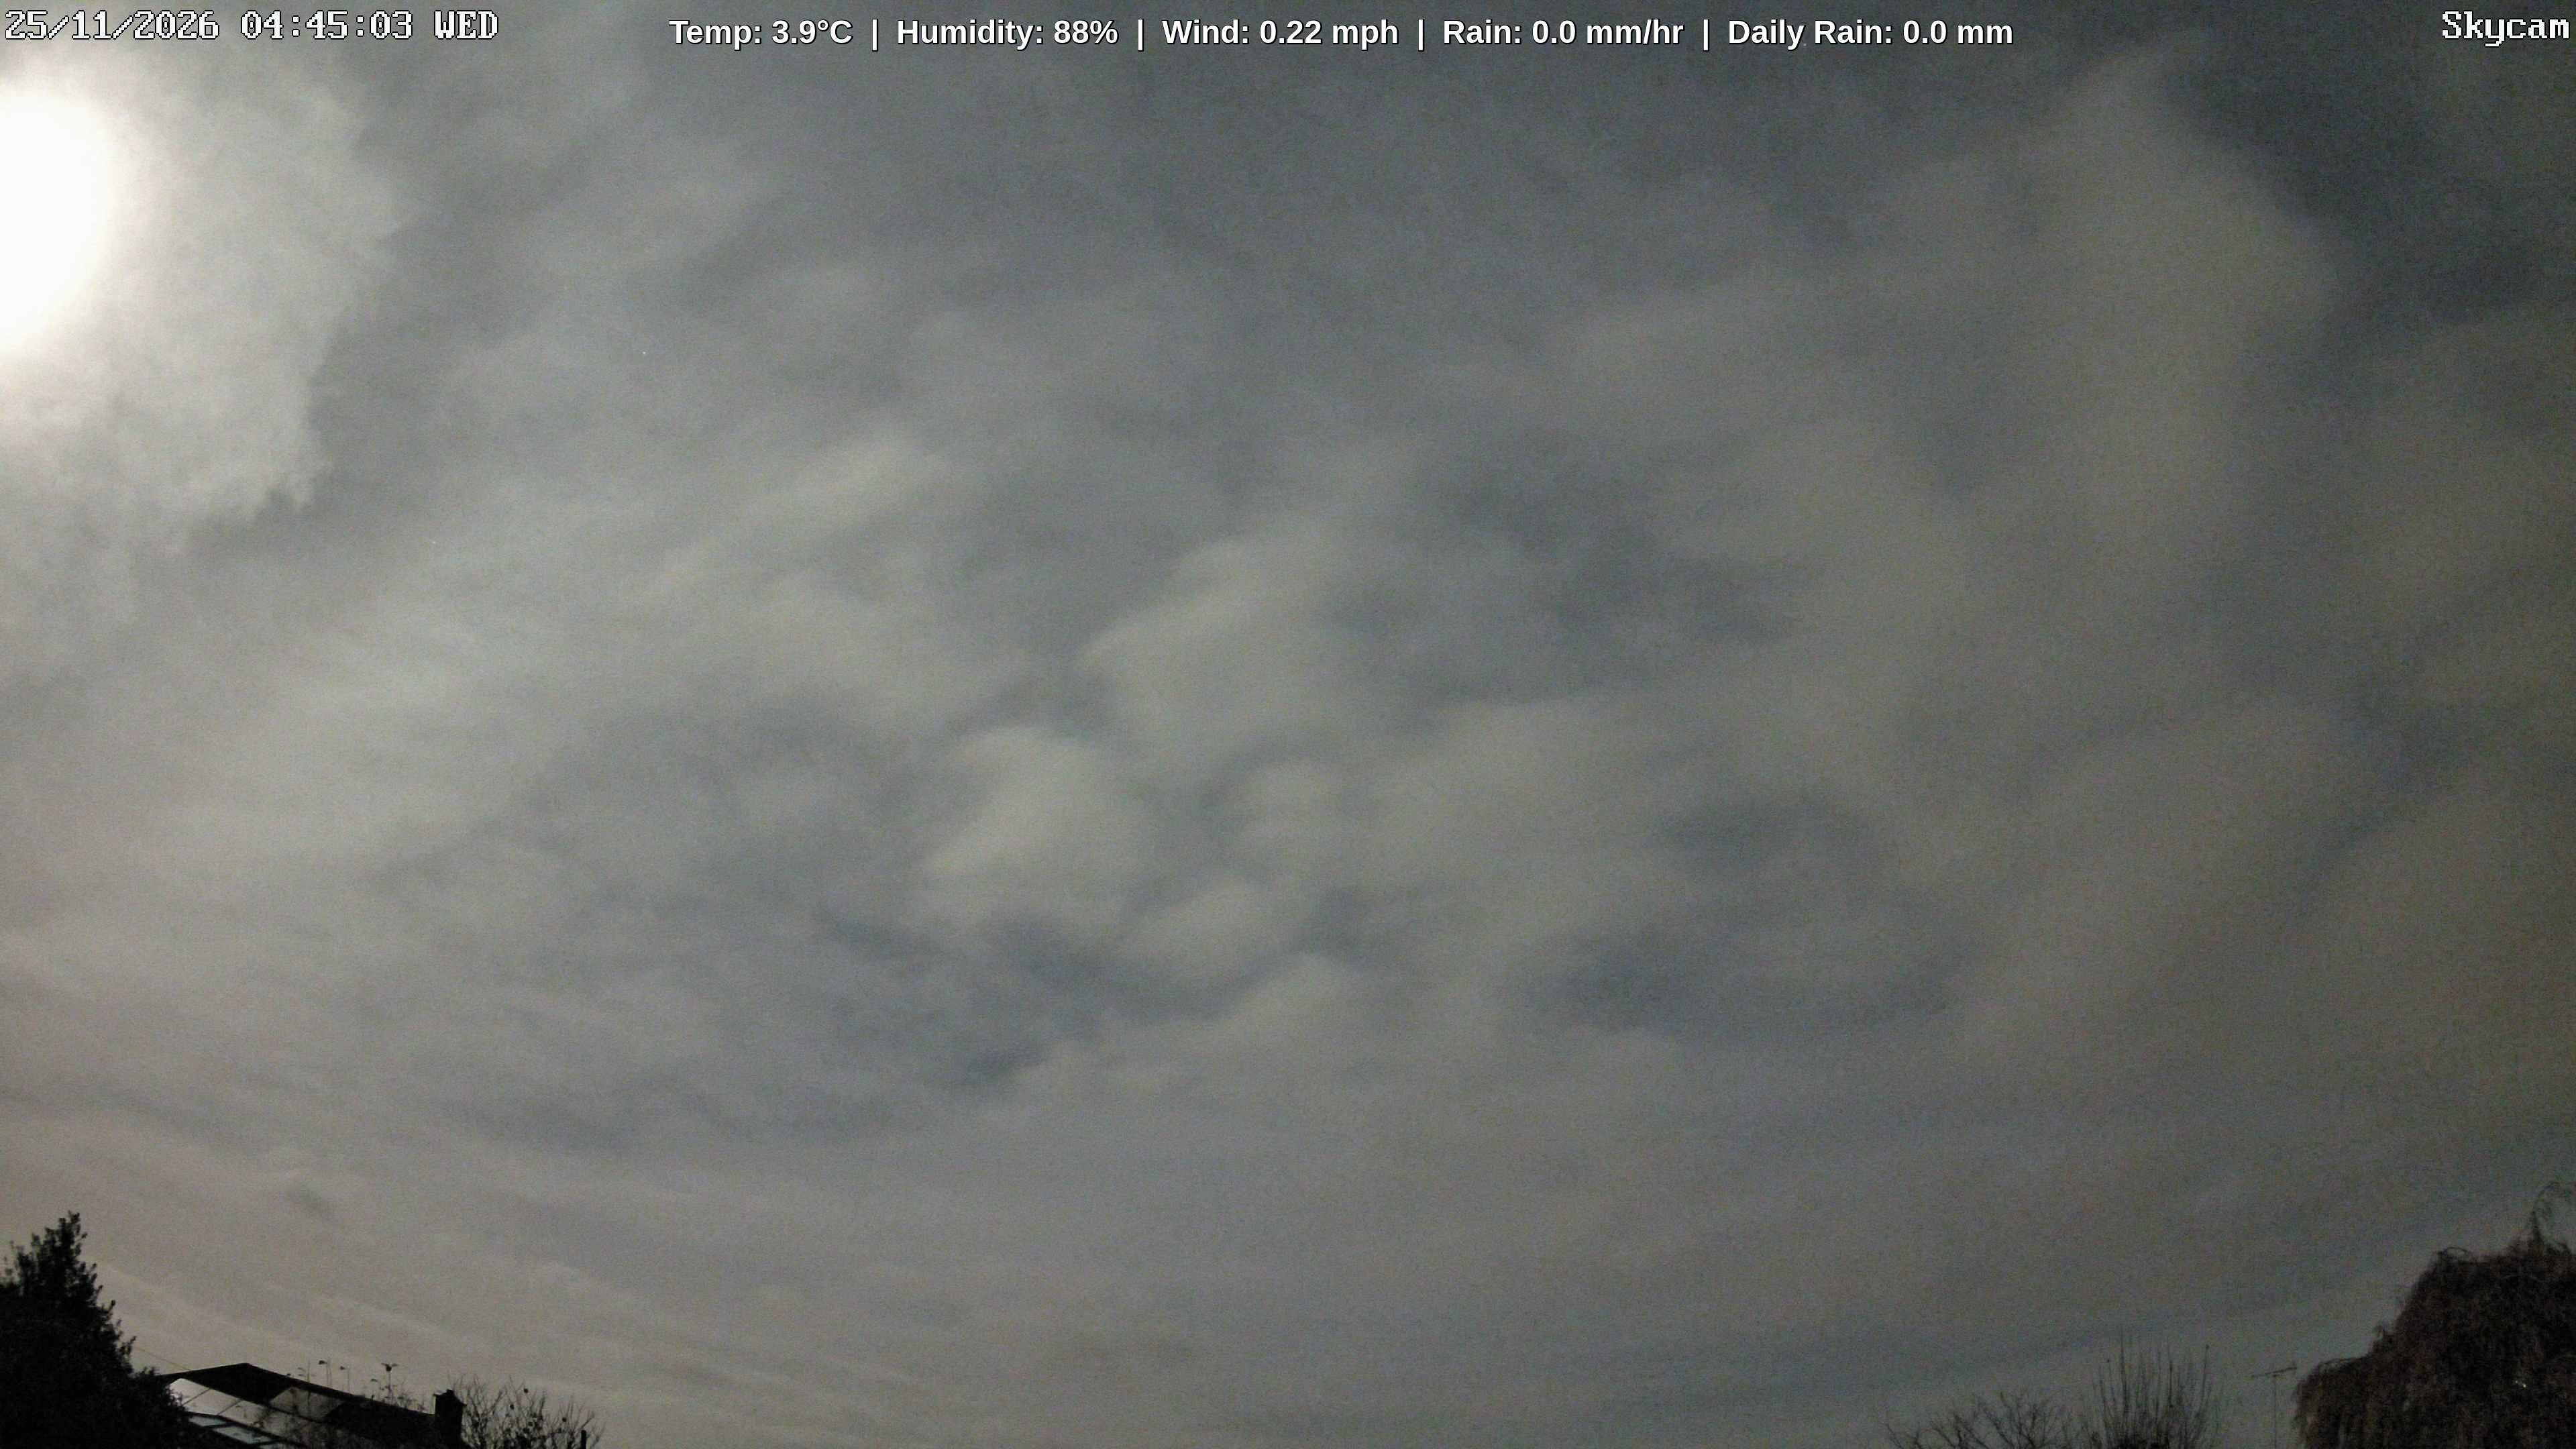 25/11/2026 04:45:03 WED
Temp: 3.9°C | Humidity: 88% | Wind: 0.22 mph | Rain: 0.0 mm/hr | Daily Rain: 0.0 mm
Skycam